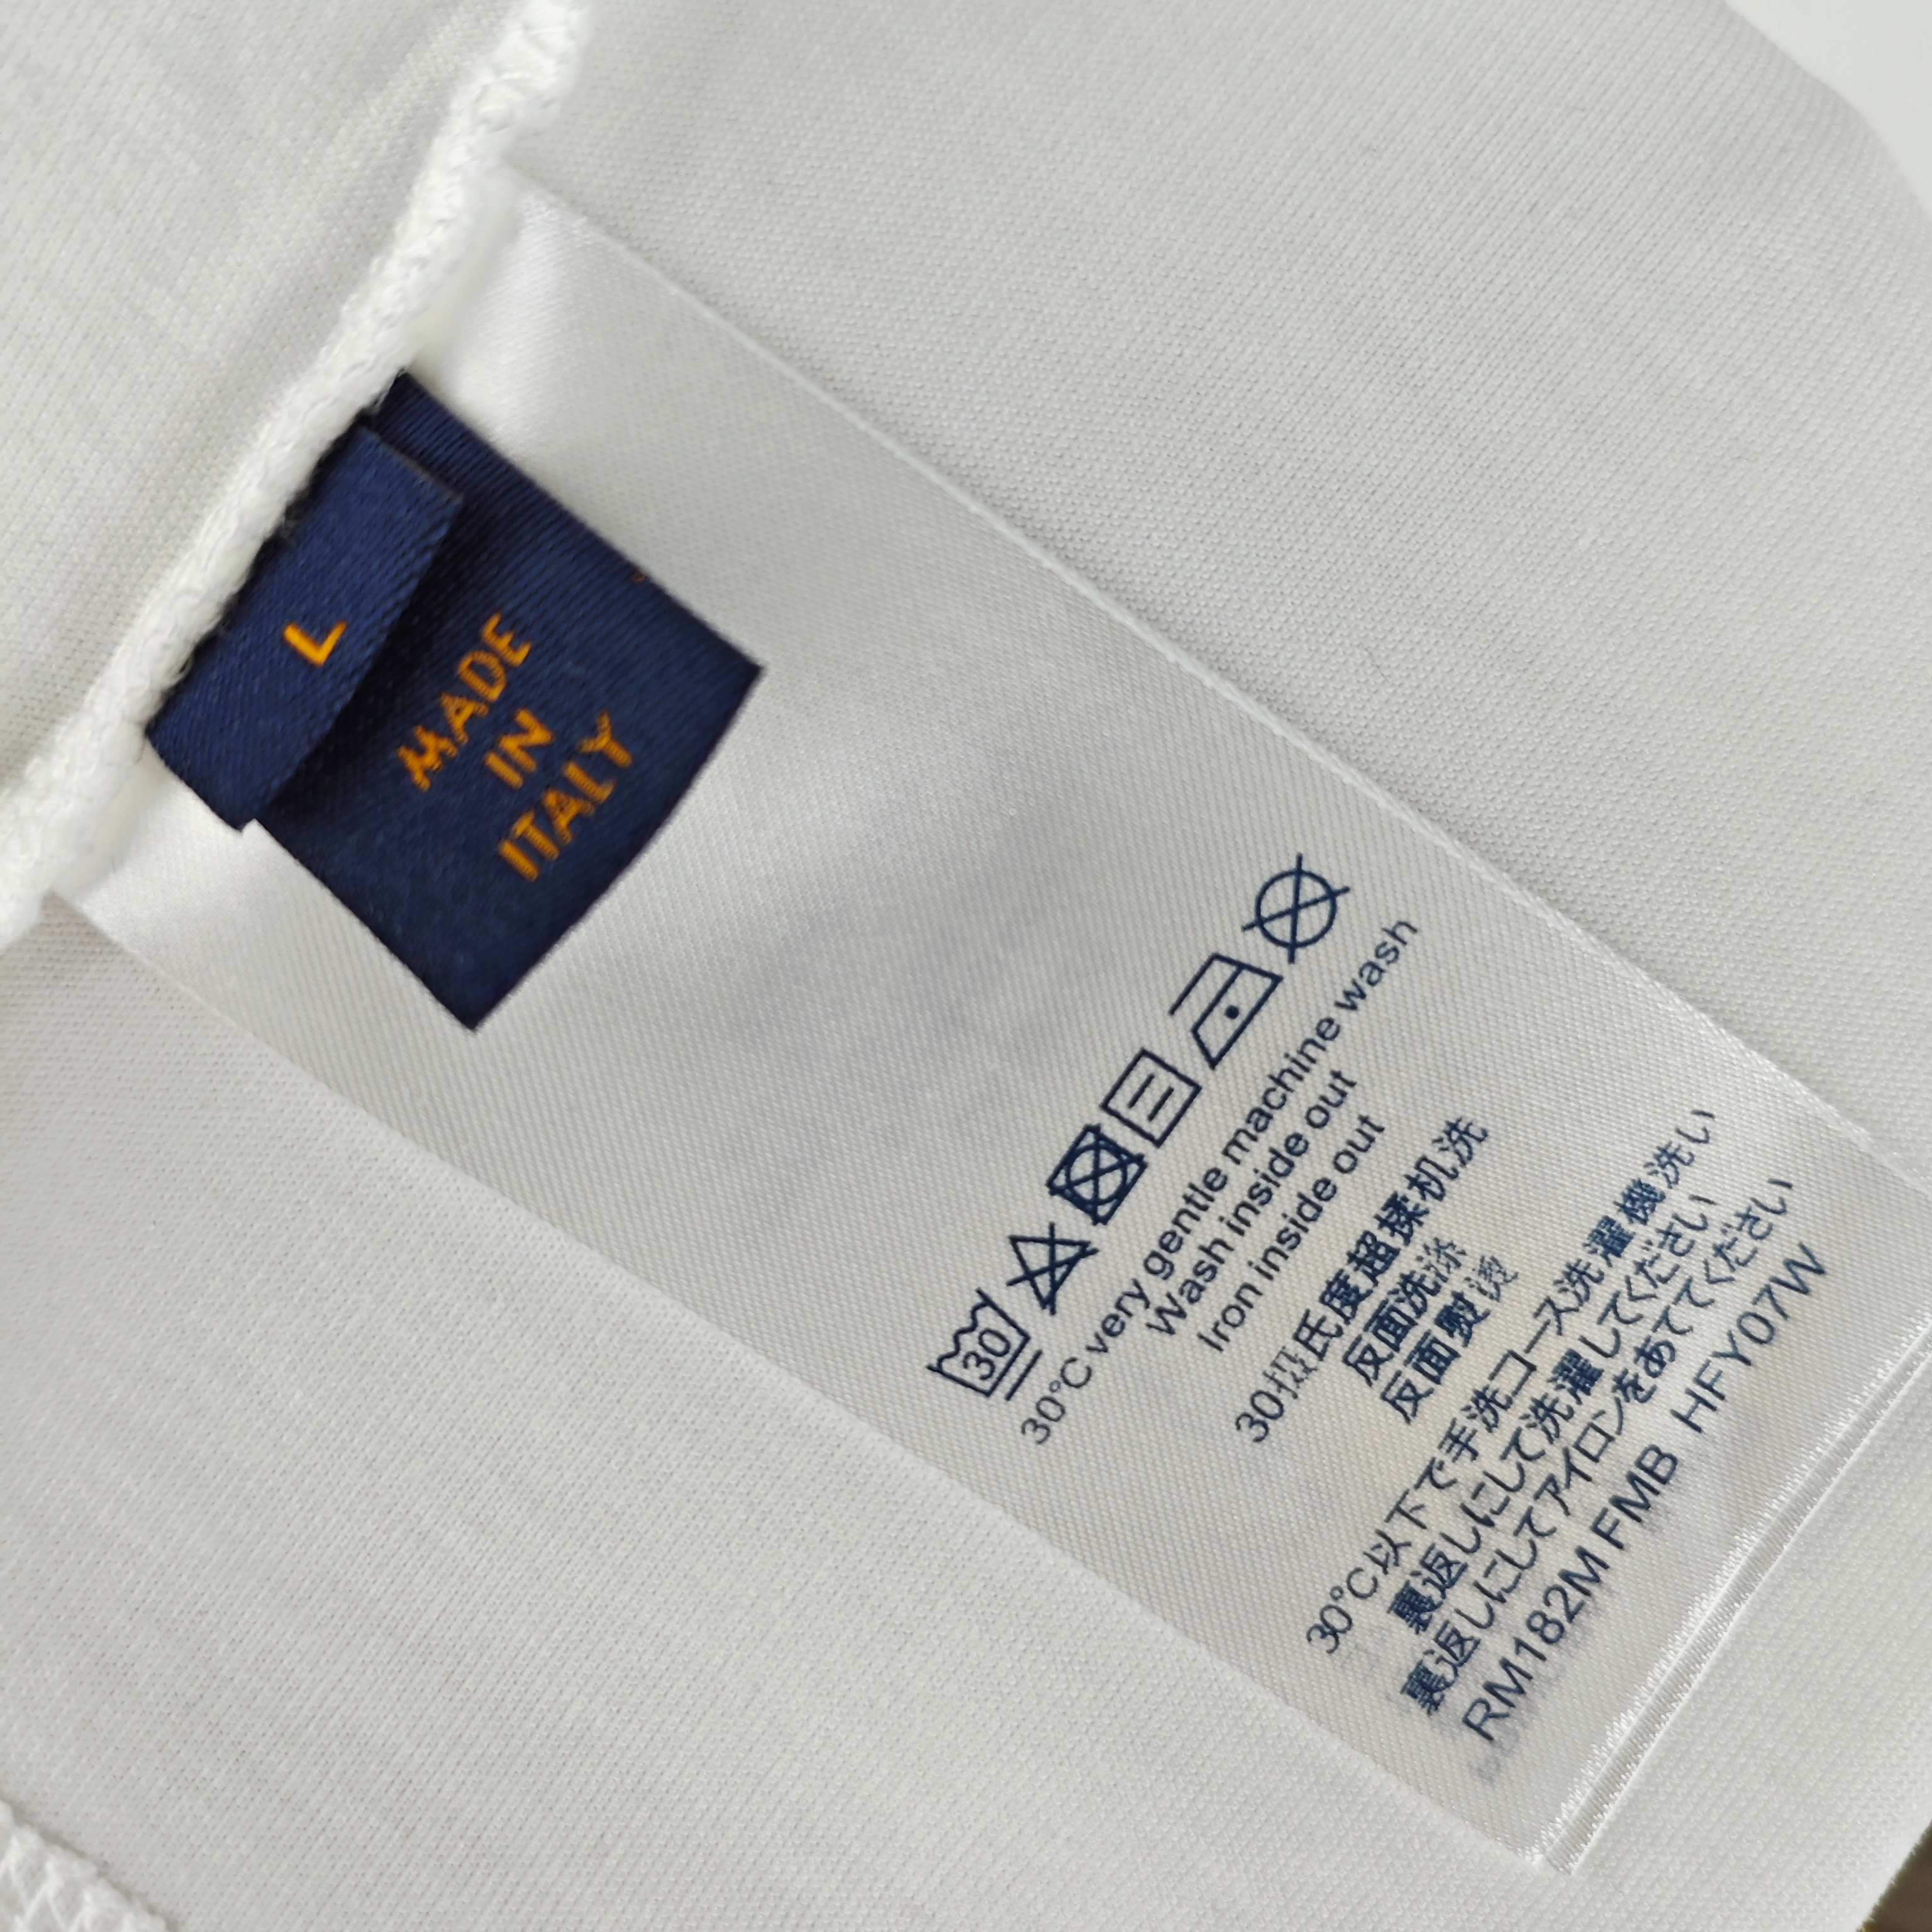 L
MADE
IN
ITALY
30
30°C very gentle machine wash
Wash inside out
Iron inside out
30摄氏度超揉机洗
反面洗涤
反面熨烫
30℃以下で手洗コース洗濯機洗い
裏返しにして洗濯してください
裏返しにしてアイロンをあててください
RM182M FMB HFY07W